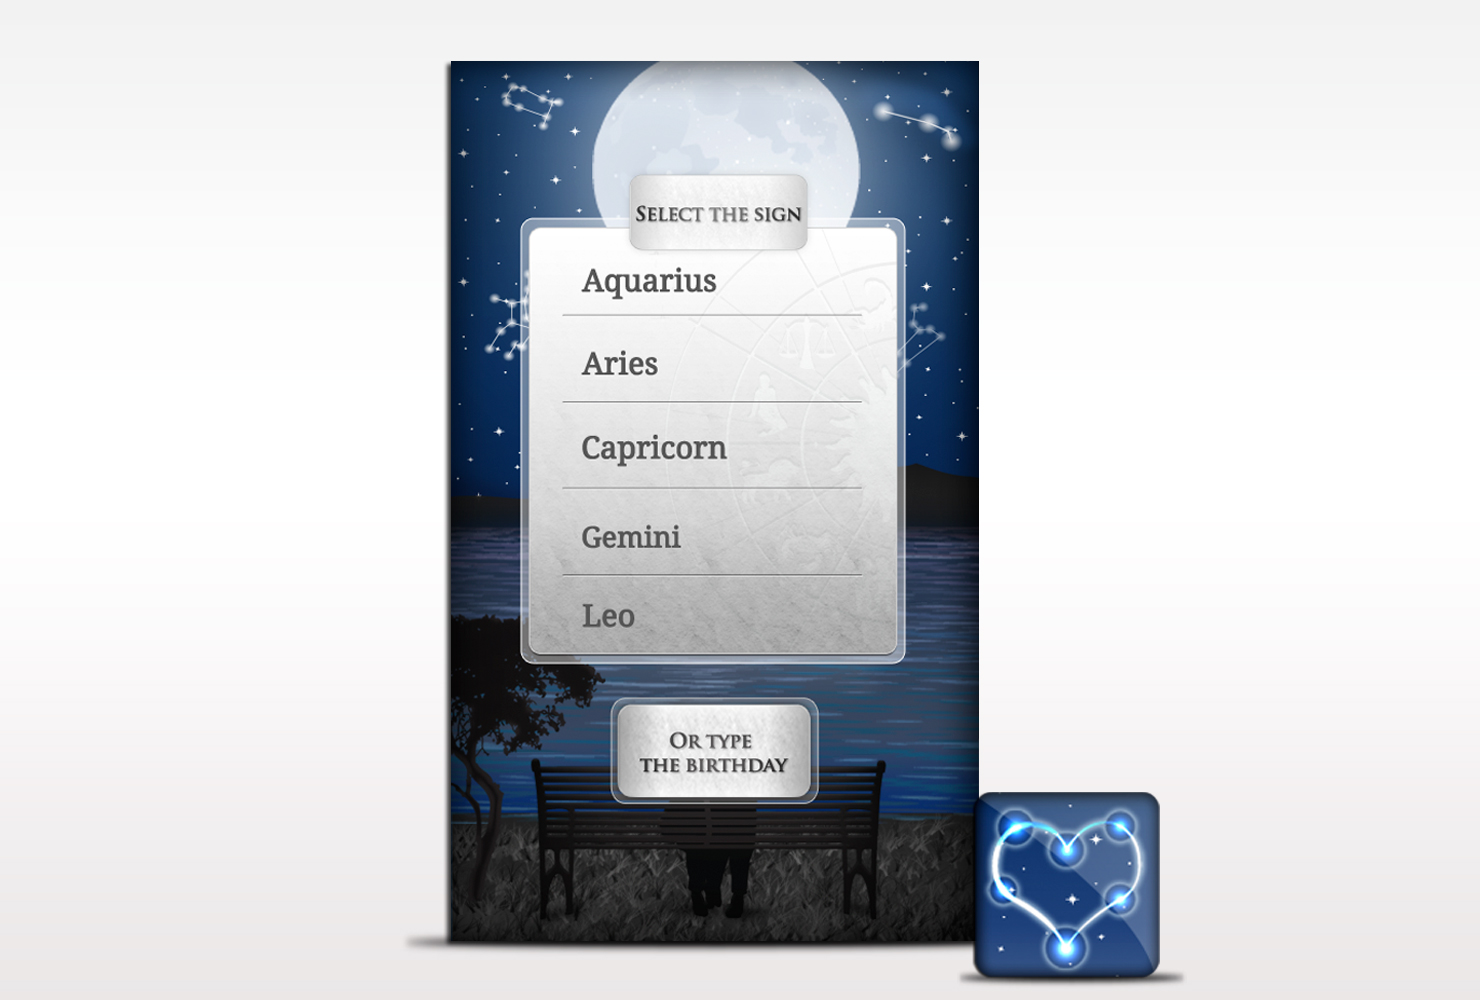 Select the sign
Aquarius
Aries
Capricorn
Gemini
Leo
Or type
the birthday